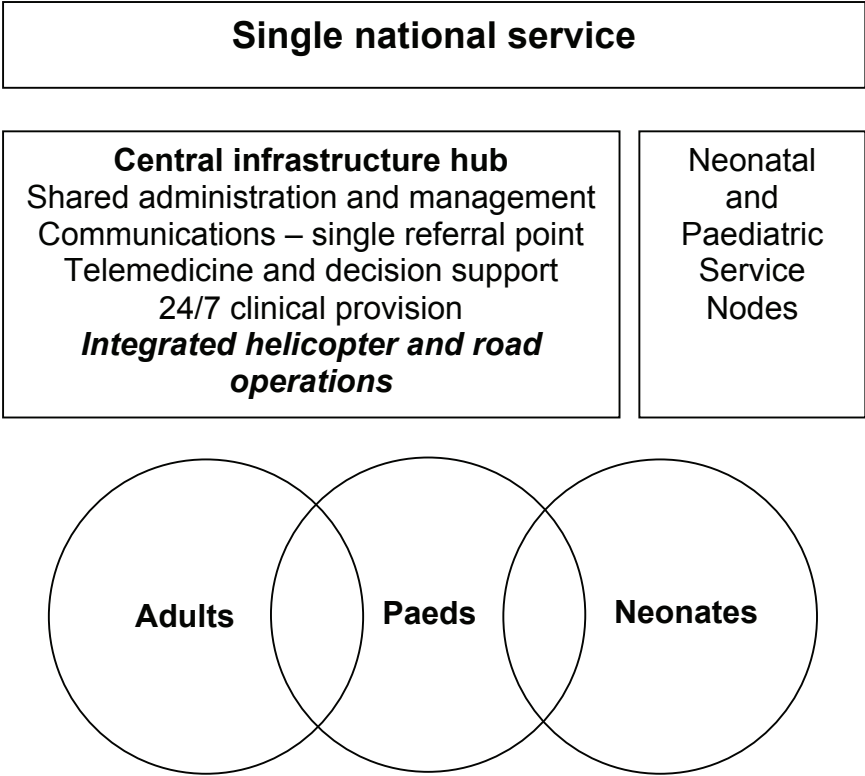 Single national service
Central infrastructure hub
Shared administration and management
Communications – single referral point
Telemedicine and decision support
24/7 clinical provision
Integrated helicopter and road
operations
Neonatal
and
Paediatric
Service
Nodes
Adults
Paeds
Neonates